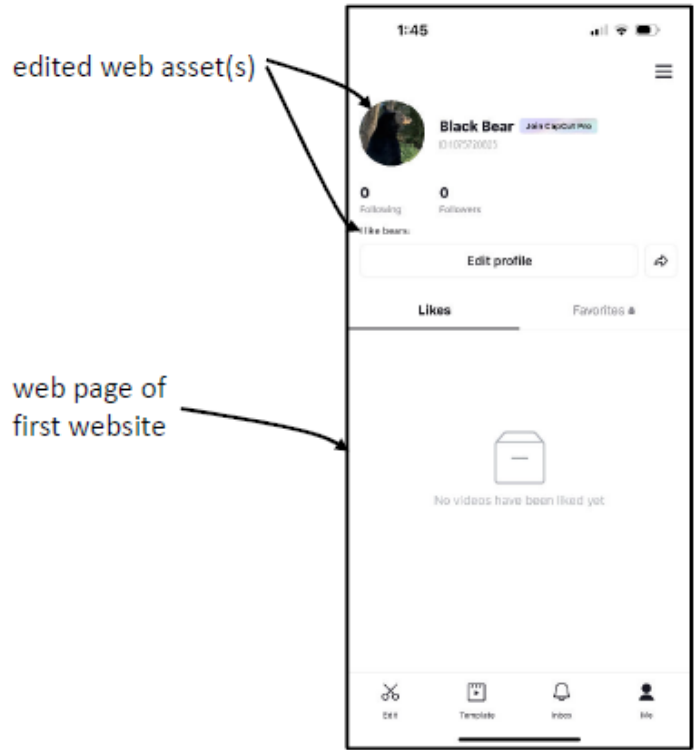 1:45
edited web asset(s)
Black Bear Join CapCut Pro
0 0
Following Followers
I like bears.
Edit profile
Likes Favorites
web page of
first website
No videos have been liked yet
Edit Template Inbox Me